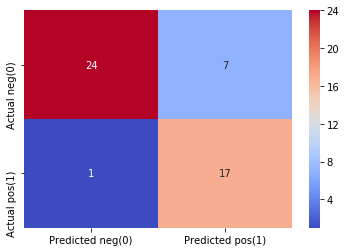 24
7
1
17
Actual neg(0)
Actual pos(1)
Predicted neg(0)
Predicted pos(1)
24
20
16
12
8
4